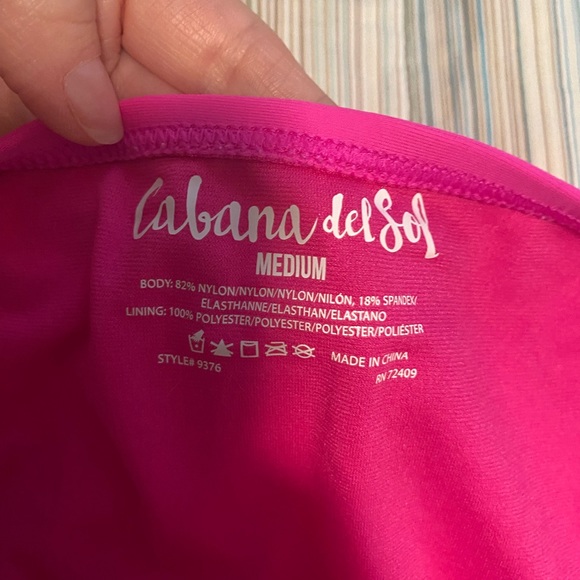 Cabana del Sol
MEDIUM
BODY: 82% NYLON/NYLON/NYLON/NILÓN, 18% SPANDEX/
ELASTHANNE/ELASTHAN/ELASTANO
LINING: 100% POLYESTER/POLYESTER/POLYESTER/POLIÉSTER
STYLE# 9376
MADE IN CHINA
RN 72409